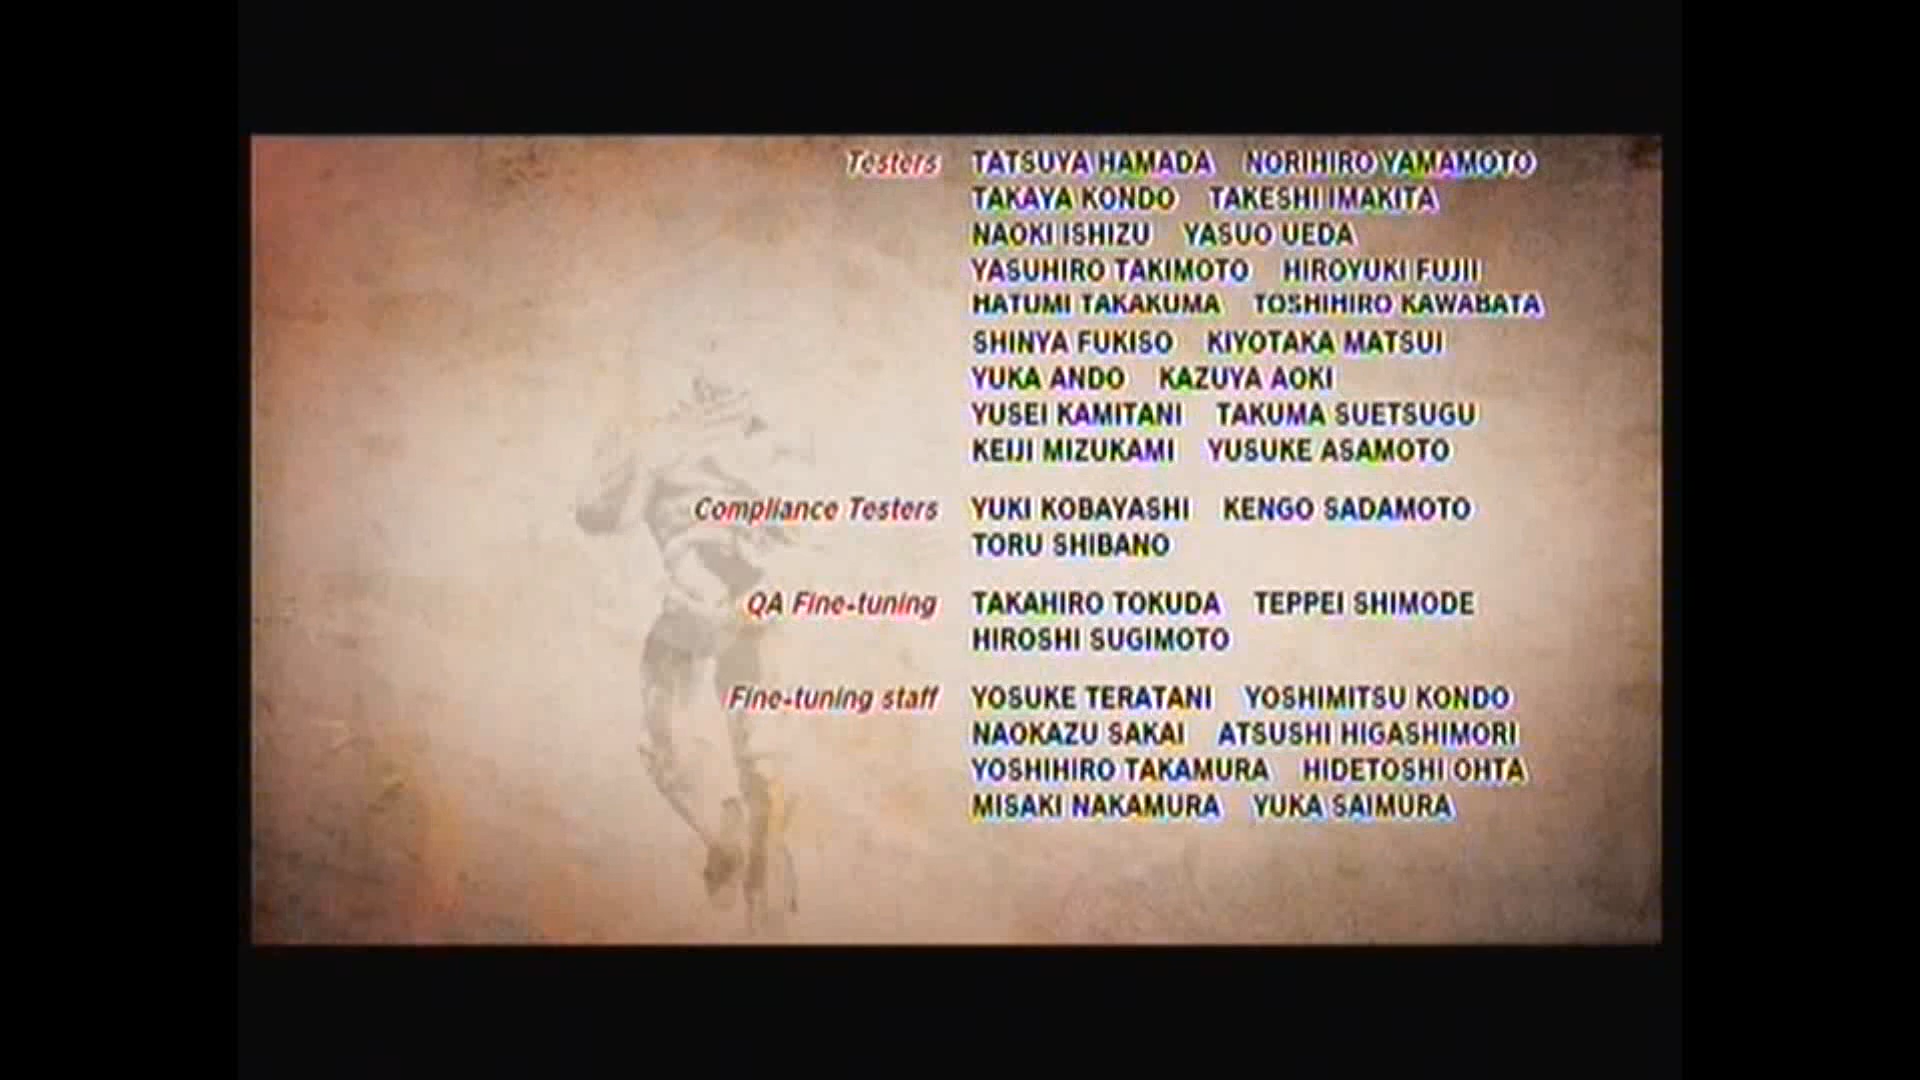 Testers TATSUYA HAMADA NORIHIRO YAMAMOTO
TAKAYA KONDO TAKESHI IMAKITA
NAOKI ISHIZU YASUO UEDA
YASUHIRO TAKIMOTO HIROYUKI FUJII
HATUMI TAKAKUMA TOSHIHIRO KAWABATA
SHINYA FUKISO KIYOTAKA MATSUI
YUKA ANDO KAZUYA AOKI
YUSEI KAMITANI TAKUMA SUETSUGU
KEIJI MIZUKAMI YUSUKE ASAMOTO
Compliance Testers YUKI KOBAYASHI KENGO SADAMOTO
TORU SHIBANO
QA Fine-tuning TAKAHIRO TOKUDA TEPPEI SHIMODE
HIROSHI SUGIMOTO
Fine-tuning staff YOSUKE TERATANI YOSHIMITSU KONDO
NAOKAZU SAKAI ATSUSHI HIGASHIMORI
YOSHIHIRO TAKAMURA HIDETOSHI OHTA
MISAKI NAKAMURA YUKA SAIMURA